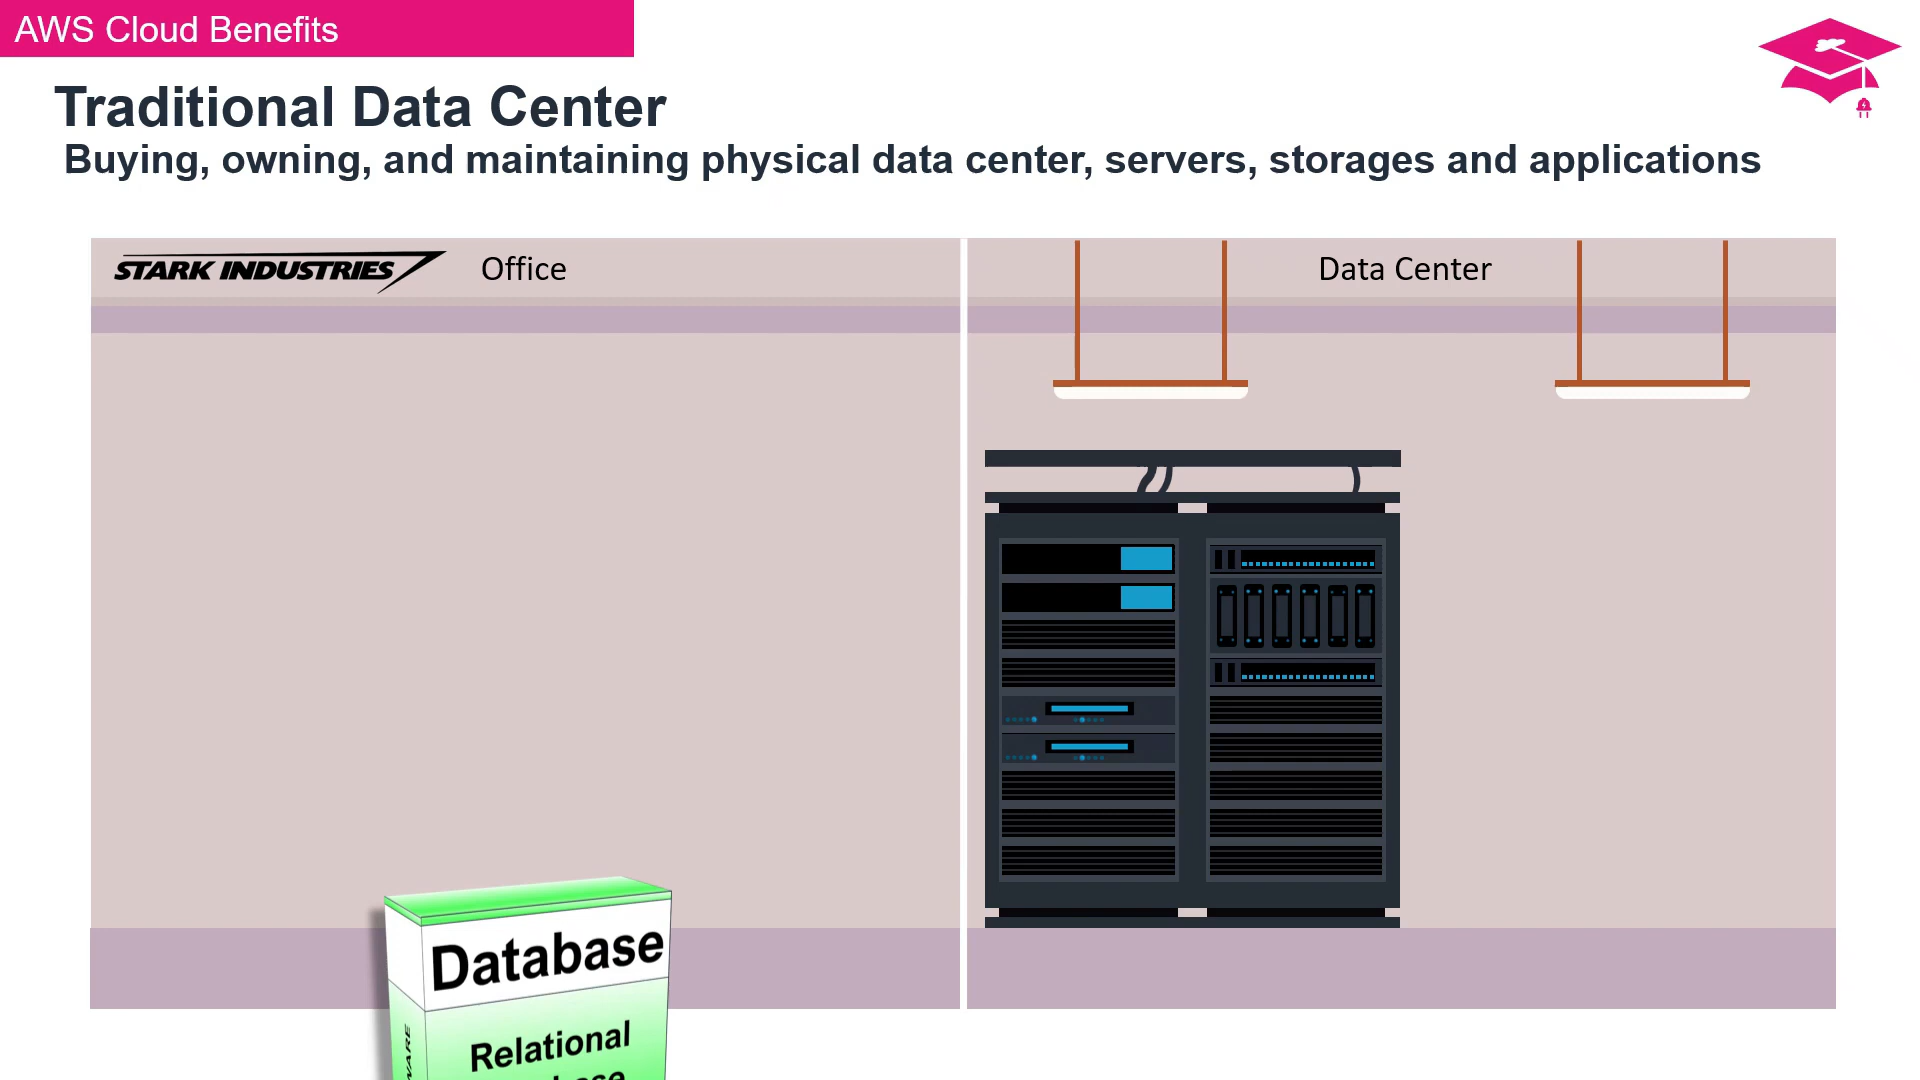 AWS Cloud Benefits
Traditional Data Center
Buying, owning, and maintaining physical data center, servers, storages and applications
STARK INDUSTRIES Office
Data Center
Database
Relational